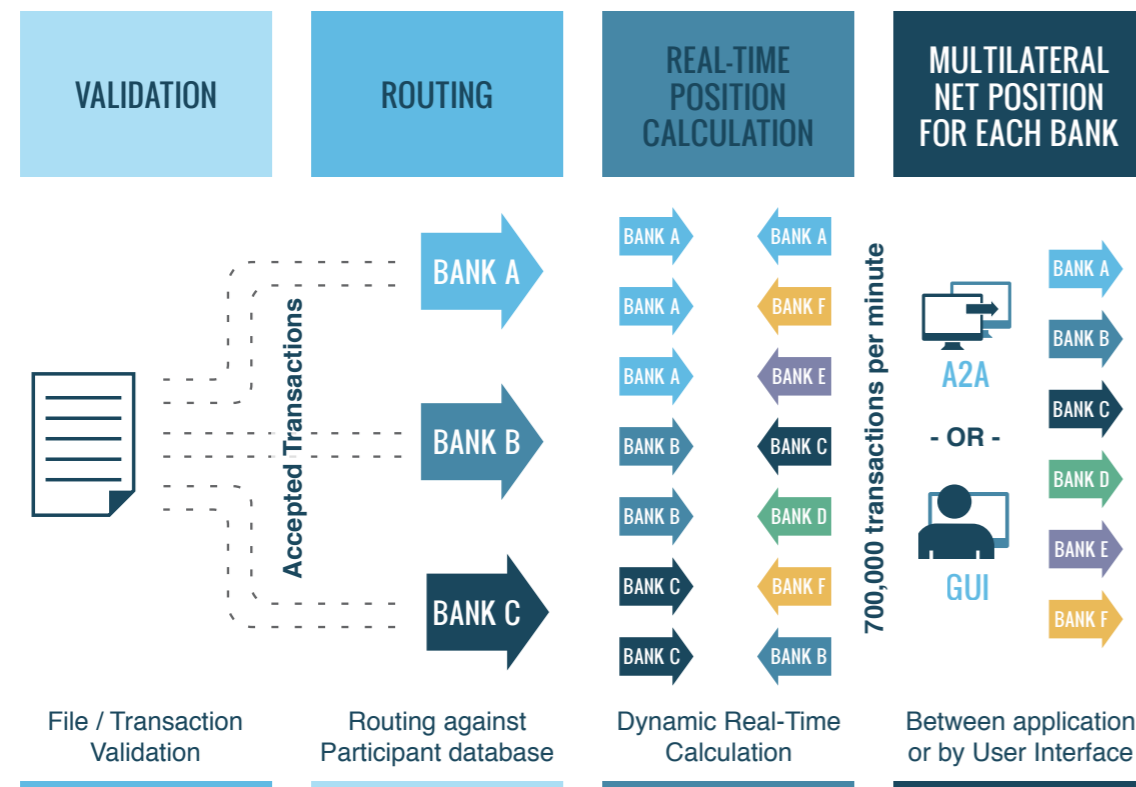 VALIDATION
ROUTING
REAL-TIME
POSITION
CALCULATION
MULTILATERAL
NET POSITION
FOR EACH BANK
Accepted Transactions
BANK A
BANK B
BANK C
BANK A
BANK A
BANK A
BANK F
BANK A
BANK E
BANK B
BANK C
BANK B
BANK D
BANK C
BANK F
BANK C
BANK B
700,000 transactions per minute
A2A
- OR -
GUI
BANK A
BANK B
BANK C
BANK D
BANK E
BANK F
File / Transaction
Validation
Routing against
Participant database
Dynamic Real-Time
Calculation
Between application
or by User Interface